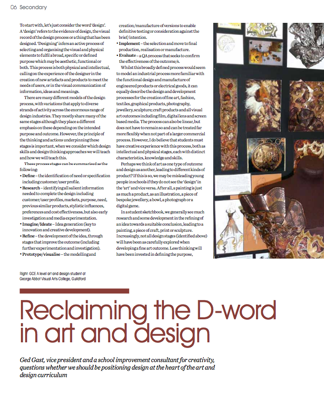 06 Secondary
To start with, let's just consider the word 'design'.
A 'design' refers to the evidence of design, the visual
record of the design process or a thing that has been
designed. 'Designing' infers an active process of
selecting and organising the visual and physical
elements to fulfil a broad, specific or defined
purpose which may be aesthetic, functional or
both. This process is both physical and intellectual,
calling on the experience of the designer in the
creation of new artefacts and products to meet the
needs of users, or in the visual communication of
information, ideas and emotions.
There are many different models of the design
process, with variations that apply to diverse
strands of activity across the enormous range of
design industries. They mostly share many of the
same stages although they place a different
emphasis on these depending on the intended
purpose and outcome. However, the principle of
the thinking and actions underpinning these
stages is important, when we consider which design
skills and design thinking approaches we will teach
and how we will teach this.
These process stages can be summarised as the
following:
• Define – the identification of need or specification
including customer/user profile.
• Research – identifying all salient information
needed to complete the design including
customer/user profiles, markets, purpose, need,
previous similar products, stylistic influences,
preferences and cost effectiveness, but also early
investigation and media experimentation.
• Imagine/Ideate – idea generation (key to
innovation and creative development).
• Refine – the development of the idea, through
stages that improve the outcome (including
further experimentation and investigation).
• Prototype/visualise – the modelling and
creation/manufacture of versions to enable
definitive testing or consideration against the
brief/intention.
• Implement – the selection and move to final
production, realisation or manufacture.
• Evaluate – a QA process that seeks to confirm
the effectiveness of the outcome/s.
Whilst this broadly defined process would seem
to model an industrial process more familiar with
the functional design and manufacture of
engineered products or electrical goods, it can
equally describe the design and development
processes for the creation of fine art, fashion,
textiles, graphical products, photography,
jewellery, sculpture, craft products and all visual
art outcomes including film, digital/lens and screen
based media. The process can also be linear, but
does not have to remain so and can be treated far
more flexibly when not part of a larger commercial
process. However, I do believe that students must
have creative experience with this process, both as
intellectual and physical stages, each with distinct
characteristics, knowledge and skills.
Perhaps we think of art as one type of outcome
and design as another, leading to different kinds of
product? If this is so, we may be misleading young
people in schools if they do not see the 'design' in
the 'art' and vice versa. After all, a painting is just
as much a product, as an illustration, a piece of
bespoke jewellery, a bowl, a photograph or a
digital game.
In a student sketchbook, we generally see much
research and some development in the refining of
an idea towards a suitable conclusion, leading to a
painting, a piece of craft, print or sculpture.
Increasingly, not all design stages (identified above)
will have been as carefully explored when
developing a fine art outcome. Less thinking will
have been invested in defining the purpose,
Right: GCE A level art and design student at
George Abbot Visual Arts College, Guildford
Reclaiming the D-word
in art and design
Ged Gast, vice president and a school improvement consultant for creativity,
questions whether we should be positioning design at the heart of the art and
design curriculum